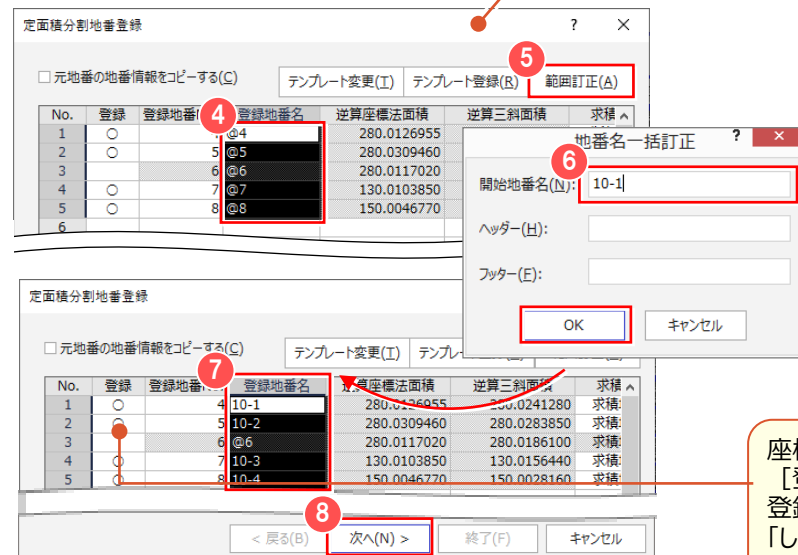 定面積分割地番登録 ? ×
5
□ 元地番の地番情報をコピーする(C) テンプレート変更(T) テンプレート登録(R) 範囲訂正(A)
4
No. 登録 登録地番 登録地番名 逆算座標法面積 逆算三斜面積 求積
1 ○ @4 280.0126955
2 ○ 5 @5 280.0309460
3 6 @6 280.0117020
4 ○ 7 @7 130.0103850
5 ○ 8 @8 150.0046770
6
地番名一括訂正 ? ×
6
開始地番名(N): 10-1
ヘッダー(H):
フッター(F):
OK キャンセル
定面積分割地番登録
□ 元地番の地番情報をコピーする(C) テンプレート変更(T)
7
No. 登録 登録地番 登録地番名 逆算座標法面積 逆算三斜面積 求積
1 ○ 4 10-1 280.0126955 280.0241280 求積
2 ○ 5 10-2 280.0309460 280.0283850 求積
3 6 @6 280.0117020 280.0186100 求積
4 ○ 7 10-3 130.0103850 130.0156440 求積
5 ○ 8 10-4 150.0046770 150.0028160 求積
8
< 戻る(B) 次へ(N) > 終了(F) キャンセル
座
［
登
「し